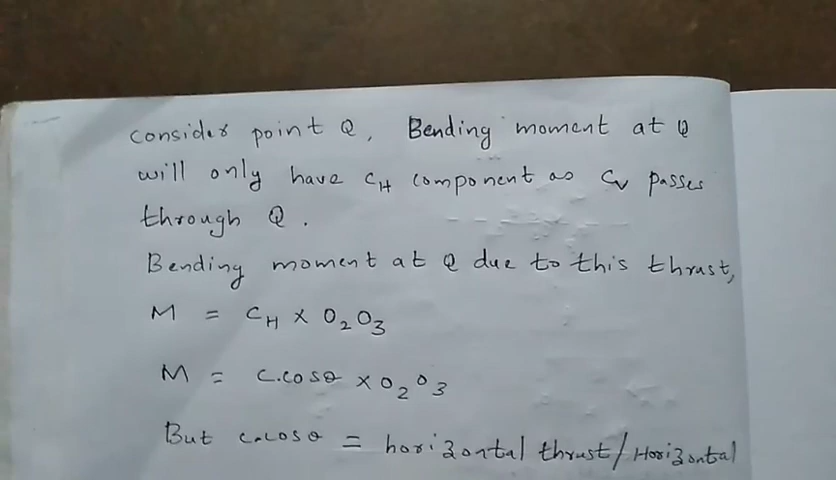 consider point Q, Bending moment at Q
will only have CH component as Cv passes
through Q.
Bending moment at Q due to this thrust,
M = CH × O2O3
M = C.cosθ × O2O3
But C.cosθ = horizontal thrust/Horizontal